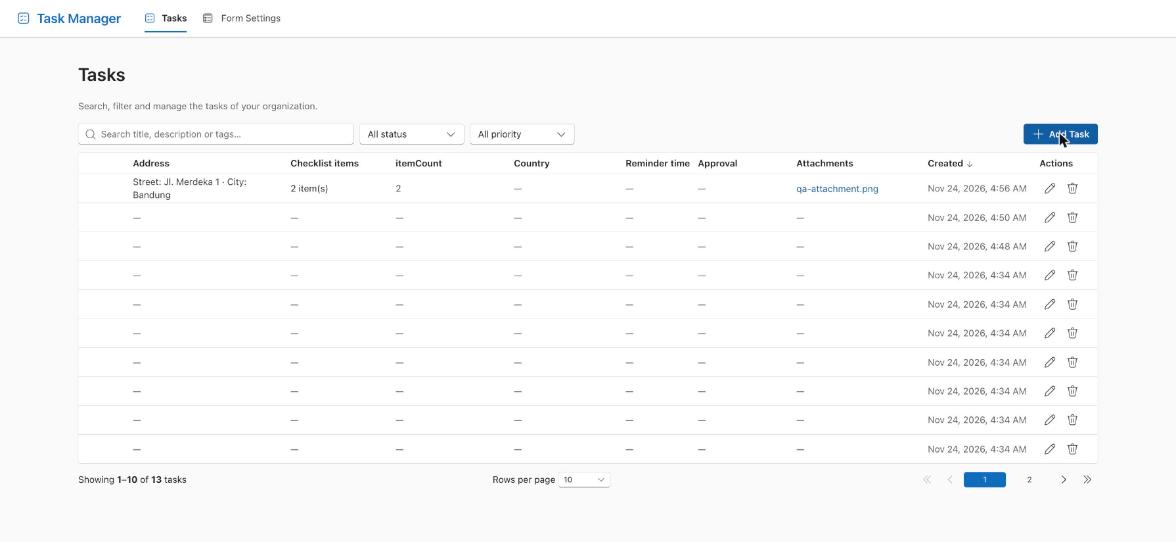 Task Manager
Tasks
Form Settings
Tasks
Search, filter and manage the tasks of your organization.
Search title, description or tags...
All status
All priority
Add Task
Address Checklist items itemCount Country Reminder time Approval Attachments Created ↓ Actions
Street: Jl. Merdeka 1 · City:
Bandung
2 item(s) 2 — — — qa-attachment.png Nov 24, 2026, 4:56 AM
— — — — — — — Nov 24, 2026, 4:50 AM
— — — — — — — Nov 24, 2026, 4:48 AM
— — — — — — — Nov 24, 2026, 4:34 AM
— — — — — — — Nov 24, 2026, 4:34 AM
— — — — — — — Nov 24, 2026, 4:34 AM
— — — — — — — Nov 24, 2026, 4:34 AM
— — — — — — — Nov 24, 2026, 4:34 AM
— — — — — — — Nov 24, 2026, 4:34 AM
— — — — — — — Nov 24, 2026, 4:34 AM
Showing 1–10 of 13 tasks
Rows per page 10
1 2